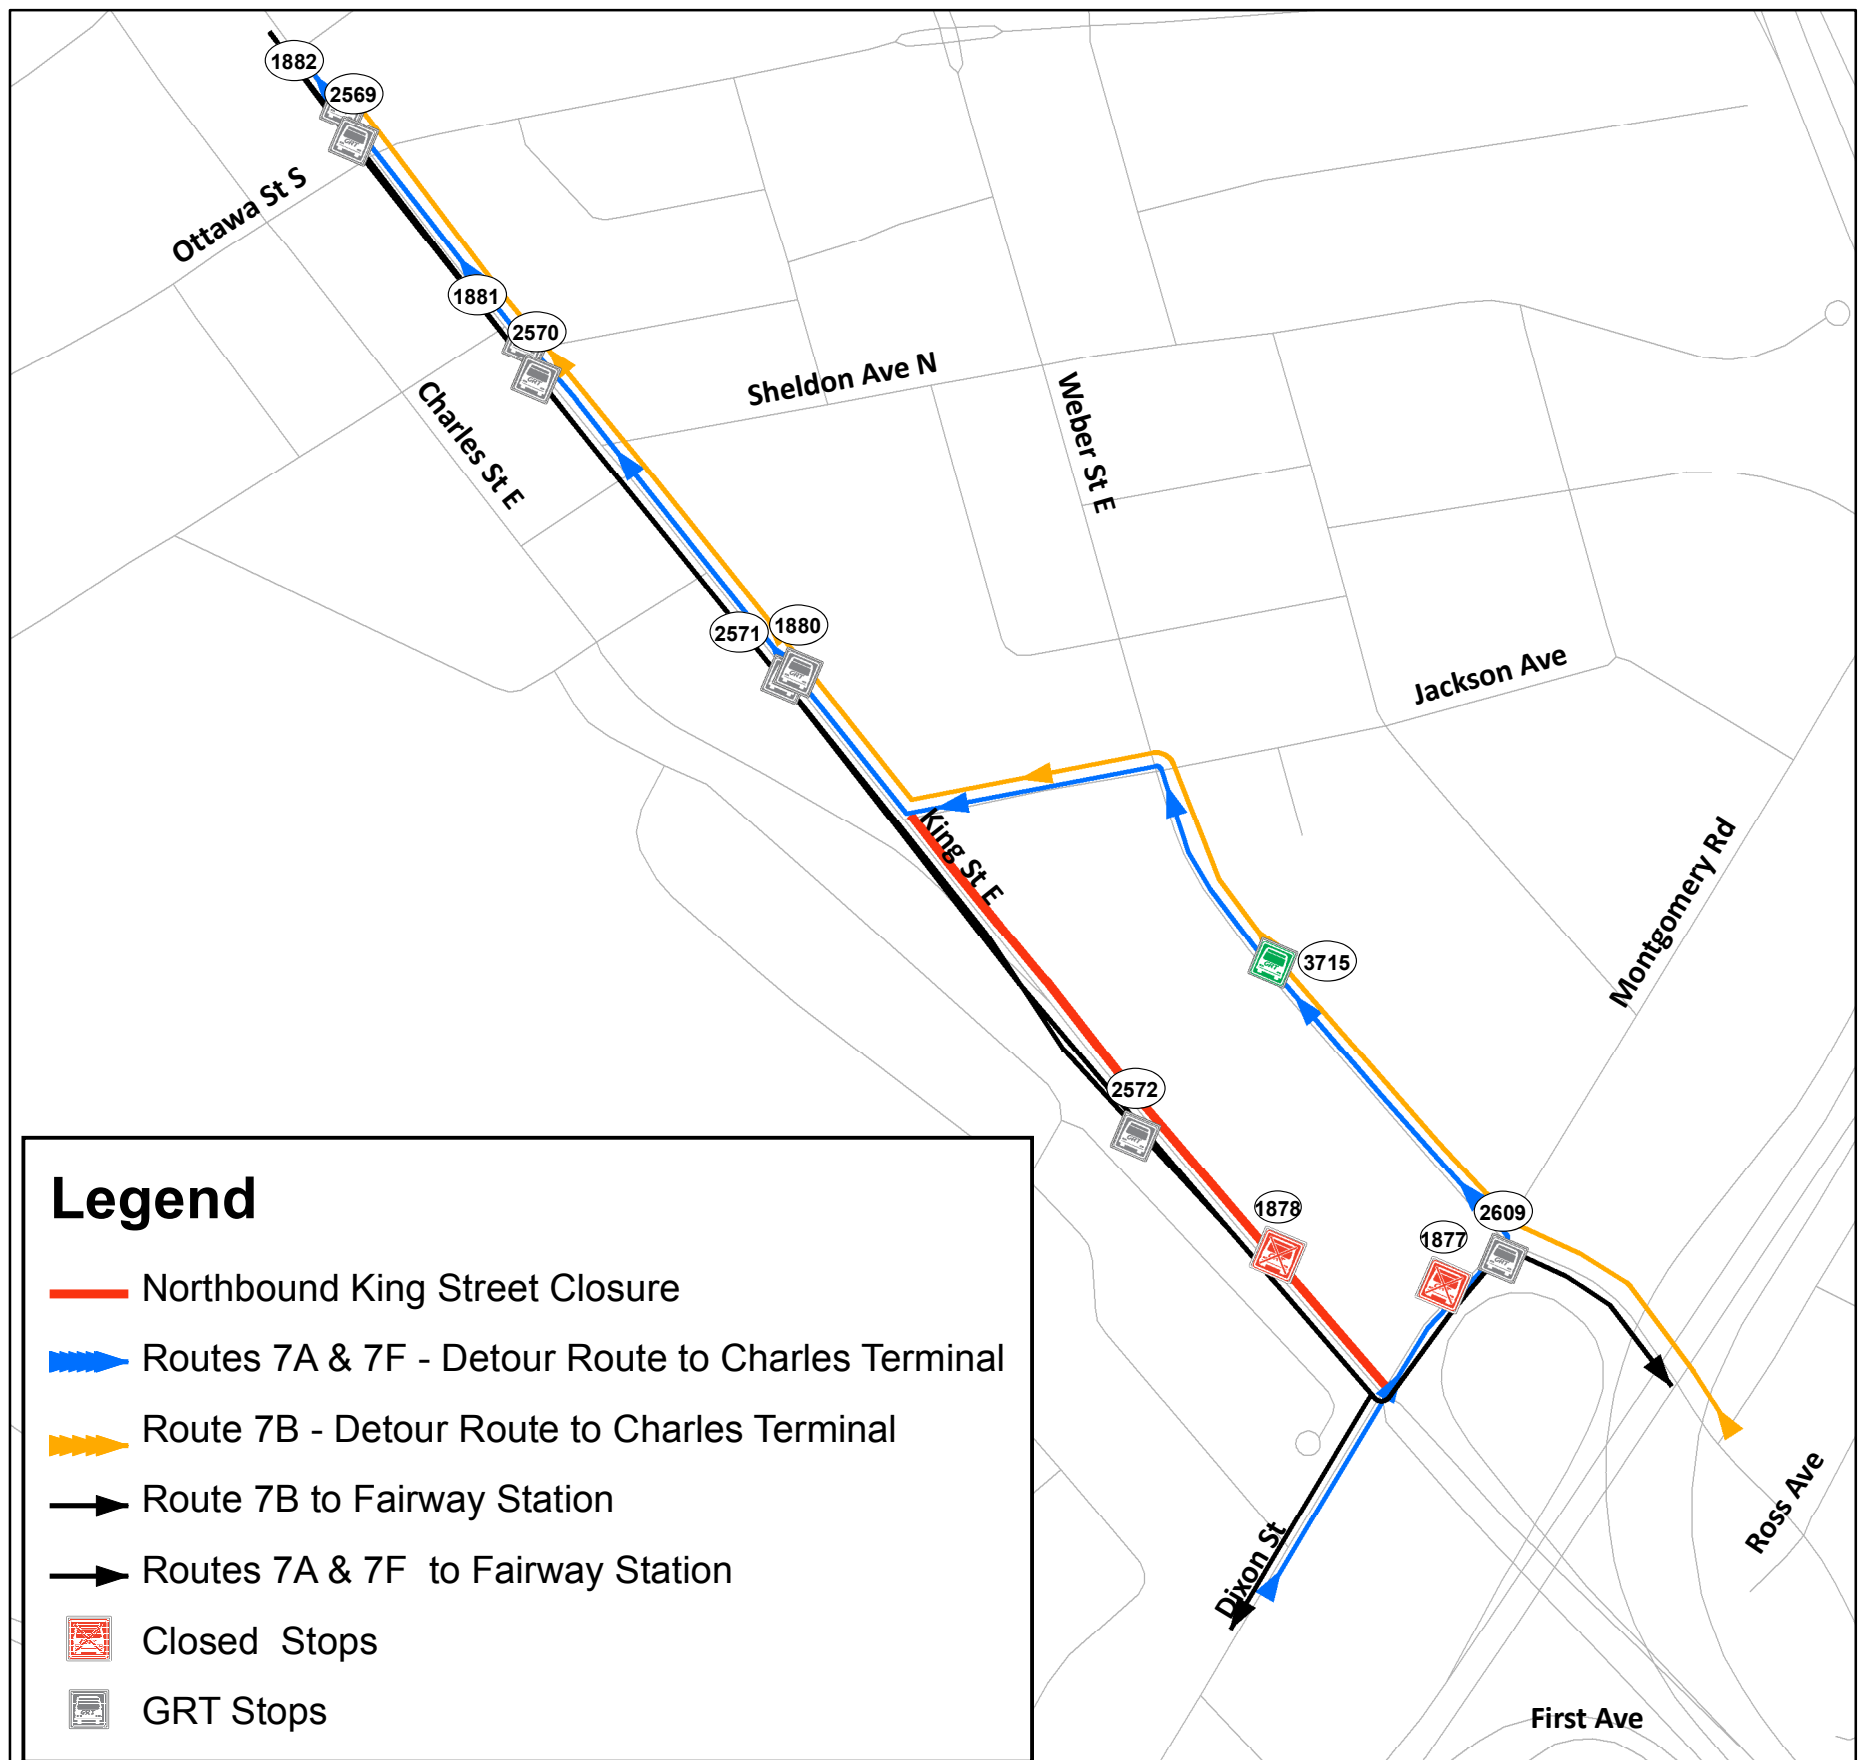 1882
2569
Ottawa St S
1881
2570
Sheldon Ave N
Charles St E
Weber St E
2571
1880
Jackson Ave
King St E
Montgomery Rd
3715
2572
1878
1877
2609
Ross Ave
Dixon St
First Ave
Legend
Northbound King Street Closure
Routes 7A & 7F - Detour Route to Charles Terminal
Route 7B - Detour Route to Charles Terminal
Route 7B to Fairway Station
Routes 7A & 7F  to Fairway Station
Closed  Stops
GRT Stops